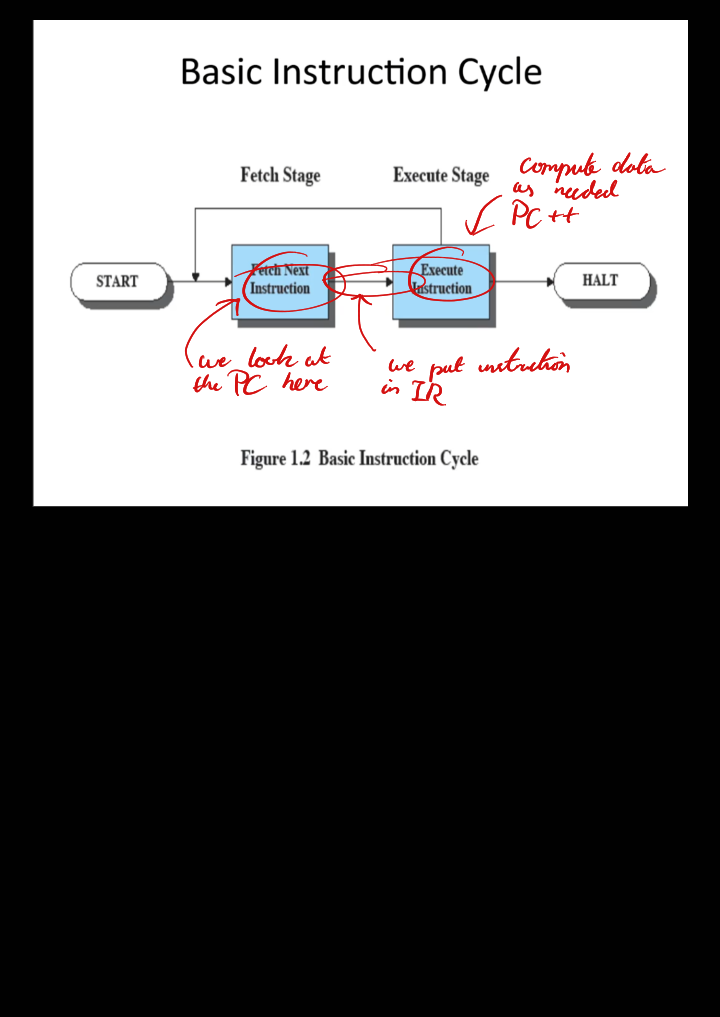 Basic Instruction Cycle
Fetch Stage
Execute Stage
compute data
as needed
PC ++
START
Fetch Next
Instruction
Execute
Instruction
HALT
we look at
the PC here
we put instruction
in IR
Figure 1.2 Basic Instruction Cycle